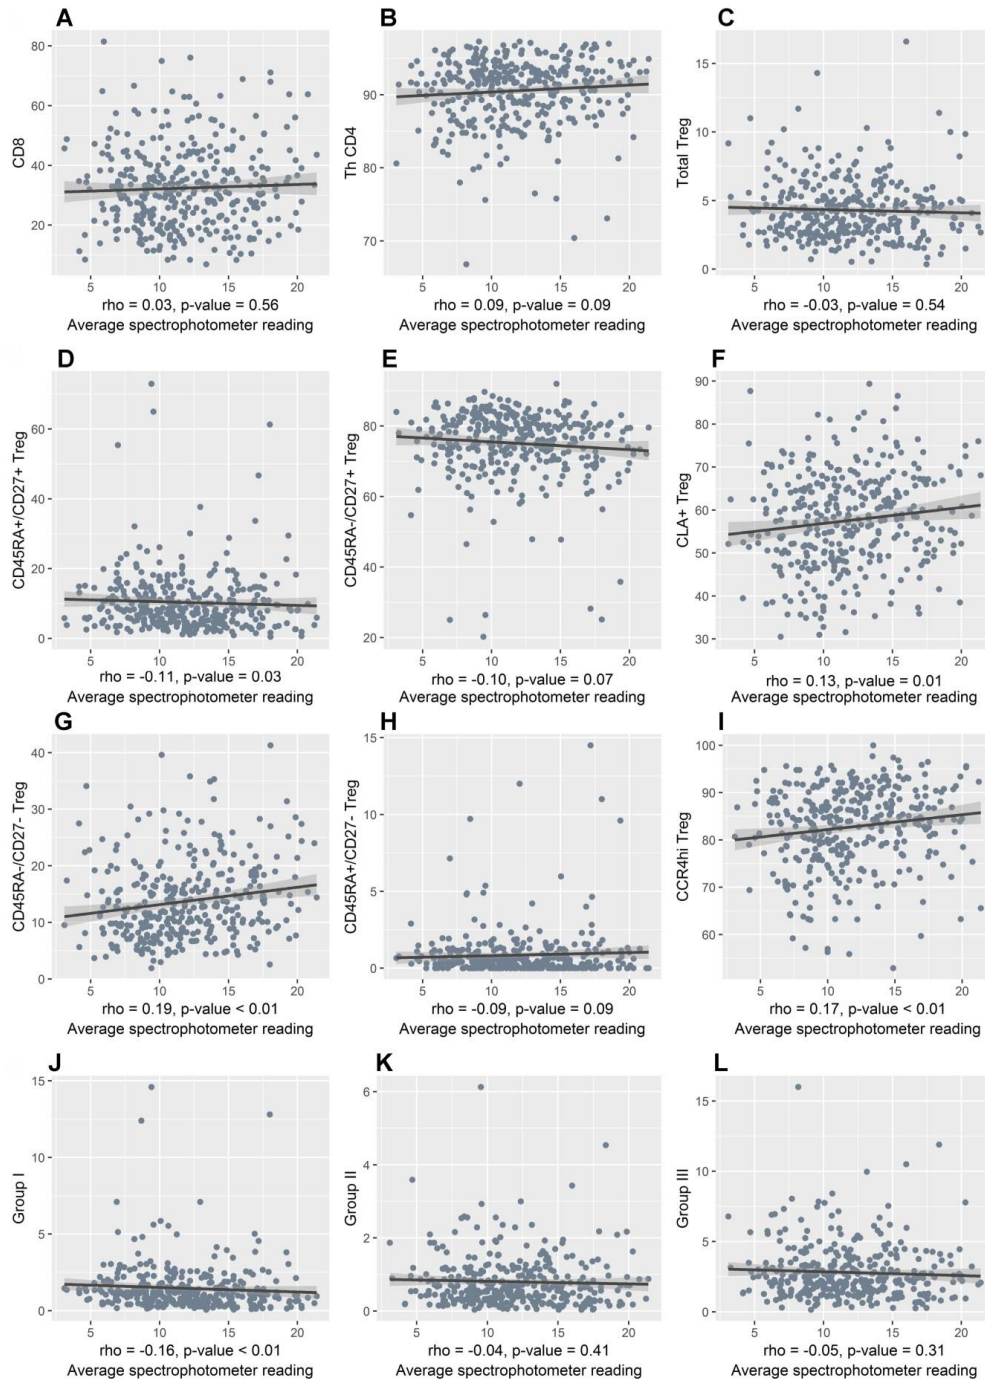 A
B
C
CD8
80
60
40
20
5
10
15
20
rho = 0.03, p-value = 0.56
Average spectrophotometer reading
Th CD4
90
80
70
5
10
15
20
rho = 0.09, p-value = 0.09
Average spectrophotometer reading
Total Treg
15
10
5
0
5
10
15
20
rho = -0.03, p-value = 0.54
Average spectrophotometer reading
D
E
F
CD45RA+/CD27+ Treg
60
40
20
0
5
10
15
20
rho = -0.11, p-value = 0.03
Average spectrophotometer reading
CD45RA-/CD27+ Treg
80
60
40
20
5
10
15
20
rho = -0.10, p-value = 0.07
Average spectrophotometer reading
CLA+ Treg
90
80
70
60
50
40
30
5
10
15
20
rho = 0.13, p-value = 0.01
Average spectrophotometer reading
G
H
I
CD45RA-/CD27- Treg
40
30
20
10
0
5
10
15
20
rho = 0.19, p-value < 0.01
Average spectrophotometer reading
CD45RA+/CD27- Treg
15
10
5
0
5
10
15
20
rho = -0.09, p-value = 0.09
Average spectrophotometer reading
CCR4hi Treg
100
90
80
70
60
5
10
15
20
rho = 0.17, p-value < 0.01
Average spectrophotometer reading
J
K
L
Group I
15
10
5
0
5
10
15
20
rho = -0.16, p-value < 0.01
Average spectrophotometer reading
Group II
6
4
2
0
5
10
15
20
rho = -0.04, p-value = 0.41
Average spectrophotometer reading
Group III
15
10
5
0
5
10
15
20
rho = -0.05, p-value = 0.31
Average spectrophotometer reading